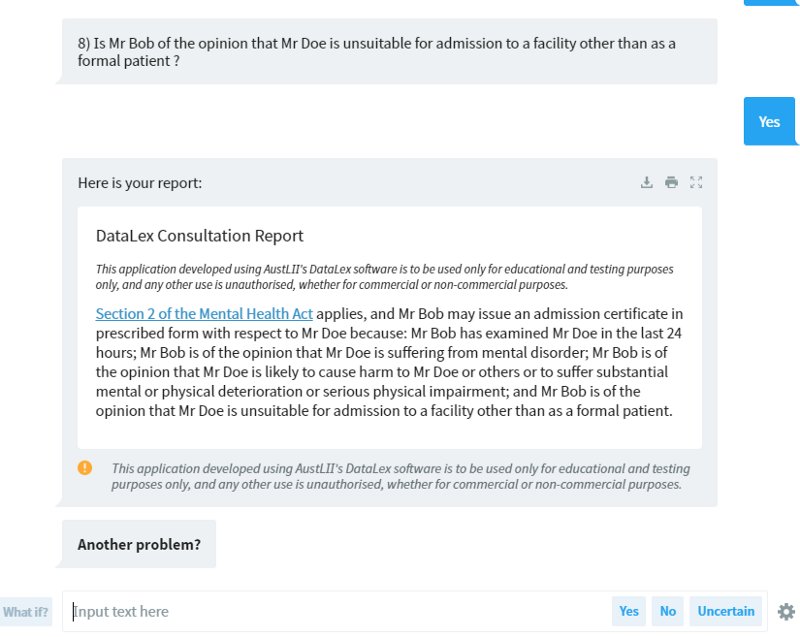 8) Is Mr Bob of the opinion that Mr Doe is unsuitable for admission to a facility other than as a
formal patient ?
Yes
Here is your report:
DataLex Consultation Report
This application developed using AustLII's DataLex software is to be used only for educational and testing purposes
only, and any other use is unauthorised, whether for commercial or non-commercial purposes.
Section 2 of the Mental Health Act applies, and Mr Bob may issue an admission certificate in
prescribed form with respect to Mr Doe because: Mr Bob has examined Mr Doe in the last 24
hours; Mr Bob is of the opinion that Mr Doe is suffering from mental disorder; Mr Bob is of
the opinion that Mr Doe is likely to cause harm to Mr Doe or others or to suffer substantial
mental or physical deterioration or serious physical impairment; and Mr Bob is of the
opinion that Mr Doe is unsuitable for admission to a facility other than as a formal patient.
This application developed using AustLII's DataLex software is to be used only for educational and testing
purposes only, and any other use is unauthorised, whether for commercial or non-commercial purposes.
Another problem?
What if? Input text here Yes No Uncertain